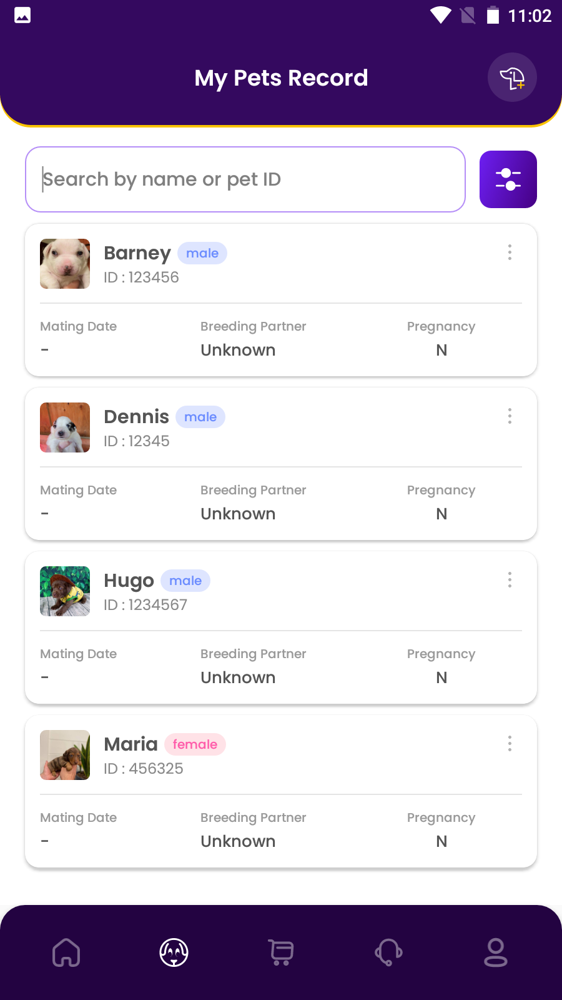 11:02
My Pets Record
Search by name or pet ID
Barney male
ID : 123456
Mating Date Breeding Partner Pregnancy
- Unknown N
Dennis male
ID : 12345
Mating Date Breeding Partner Pregnancy
- Unknown N
Hugo male
ID : 1234567
Mating Date Breeding Partner Pregnancy
- Unknown N
Maria female
ID : 456325
Mating Date Breeding Partner Pregnancy
- Unknown N